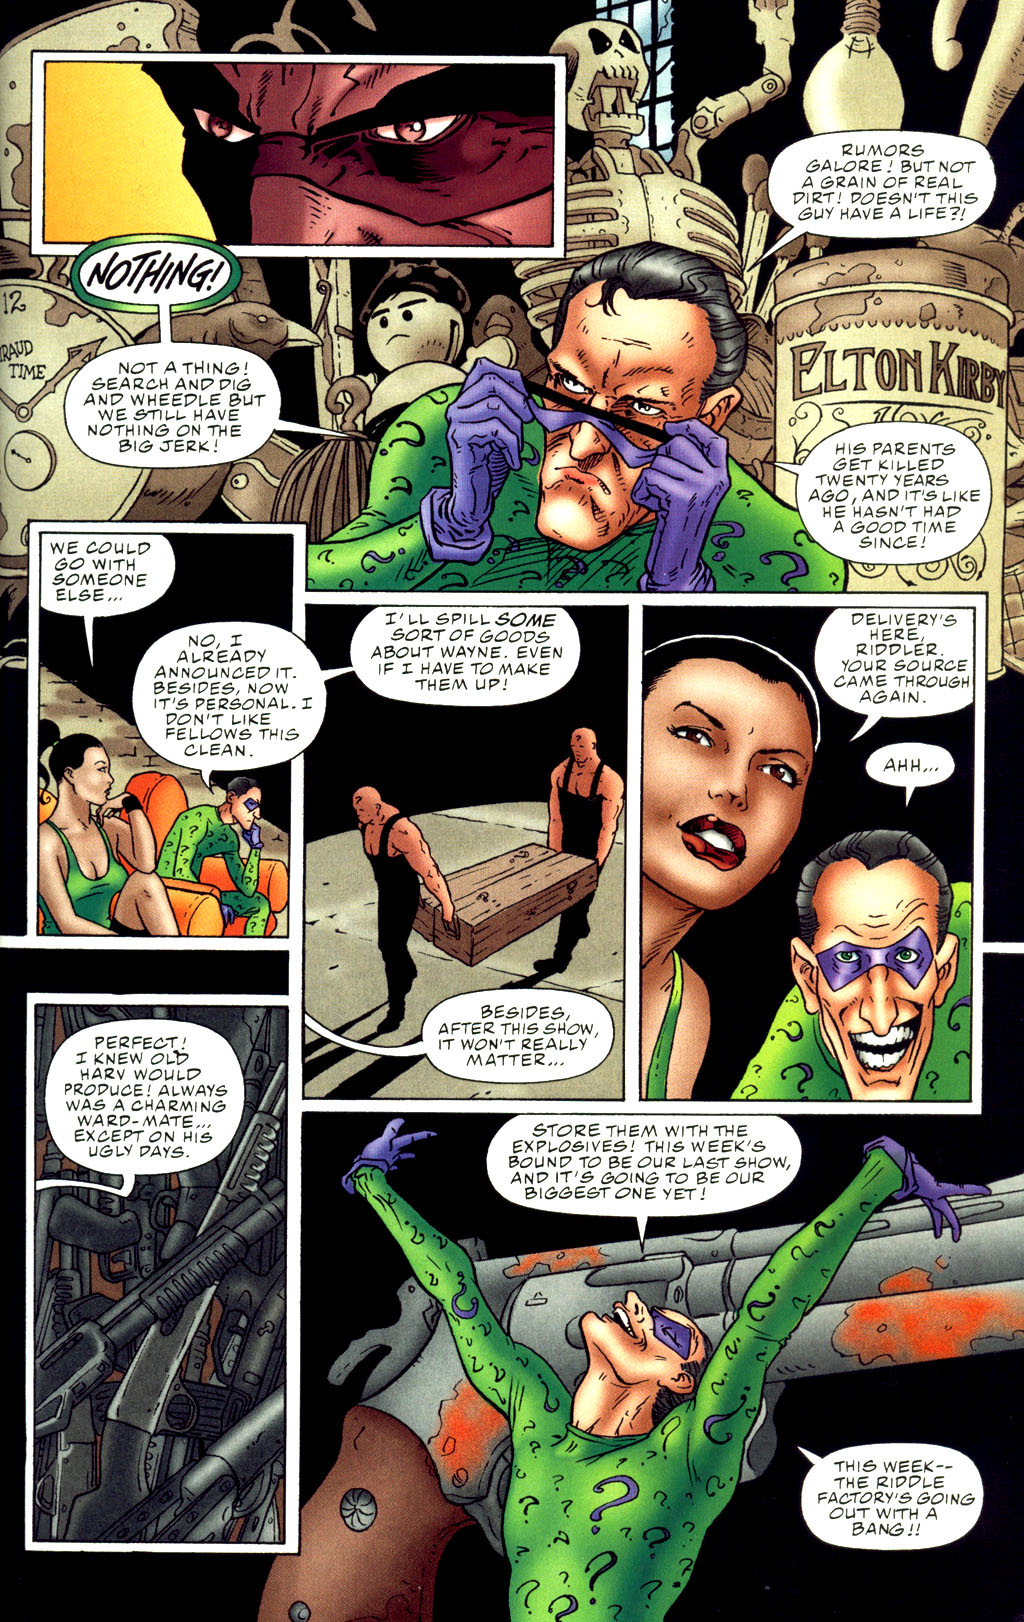 RUMORS
GALORE! BUT NOT
A GRAIN OF REAL
DIRT! DOESN'T THIS
GUY HAVE A LIFE?!
NOTHING!
NOT A THING!
SEARCH AND DIG
AND WHEEDLE BUT
WE STILL HAVE
NOTHING ON THE
BIG JERK!
12
RAUD
TIME
ELTON KIRBY
HIS PARENTS
GET KILLED
TWENTY YEARS
AGO, AND IT'S LIKE
HE HASN'T HAD
A GOOD TIME
SINCE!
WE COULD
GO WITH
SOMEONE
ELSE...
NO, I
ALREADY
ANNOUNCED IT.
BESIDES, NOW
IT'S PERSONAL. I
DON'T LIKE
FELLOWS THIS
CLEAN.
I'LL SPILL SOME
SORT OF GOODS
ABOUT WAYNE. EVEN
IF I HAVE TO MAKE
THEM UP!
BESIDES,
AFTER THIS SHOW,
IT WON'T REALLY
MATTER...
DELIVERY'S
HERE,
RIDDLER.
YOUR SOURCE
CAME THROUGH
AGAIN.
AHH...
PERFECT!
I KNEW OLD
HARV WOULD
PRODUCE! ALWAYS
WAS A CHARMING
WARD-MATE...
EXCEPT ON HIS
UGLY DAYS.
STORE THEM WITH THE
EXPLOSIVES! THIS WEEK'S
BOUND TO BE OUR LAST SHOW,
AND IT'S GOING TO BE OUR
BIGGEST ONE YET!
THIS WEEK--
THE RIDDLE
FACTORY'S GOING
OUT WITH A
BANG!!